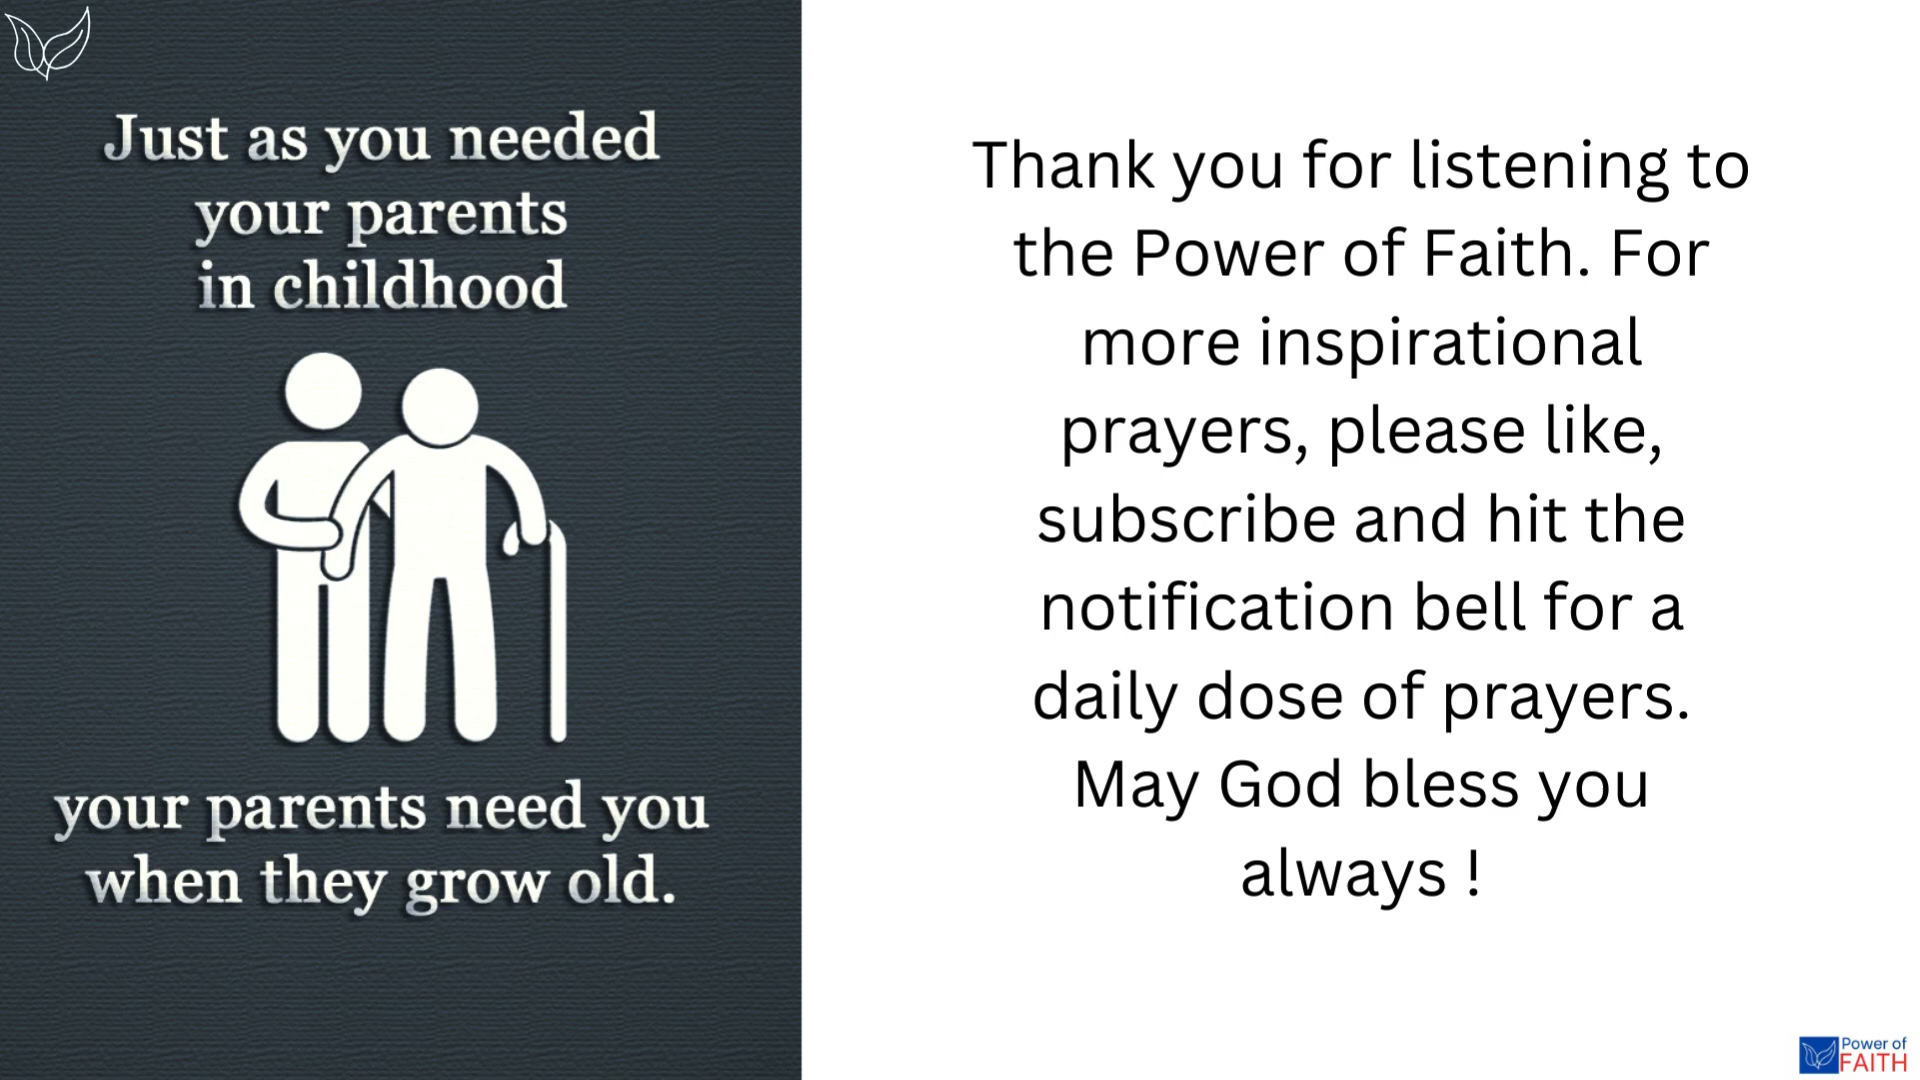 Just as you needed
your parents
in childhood
your parents need you
when they grow old.
Thank you for listening to
the Power of Faith. For
more inspirational
prayers, please like,
subscribe and hit the
notification bell for a
daily dose of prayers.
May God bless you
always !
Power of
FAITH